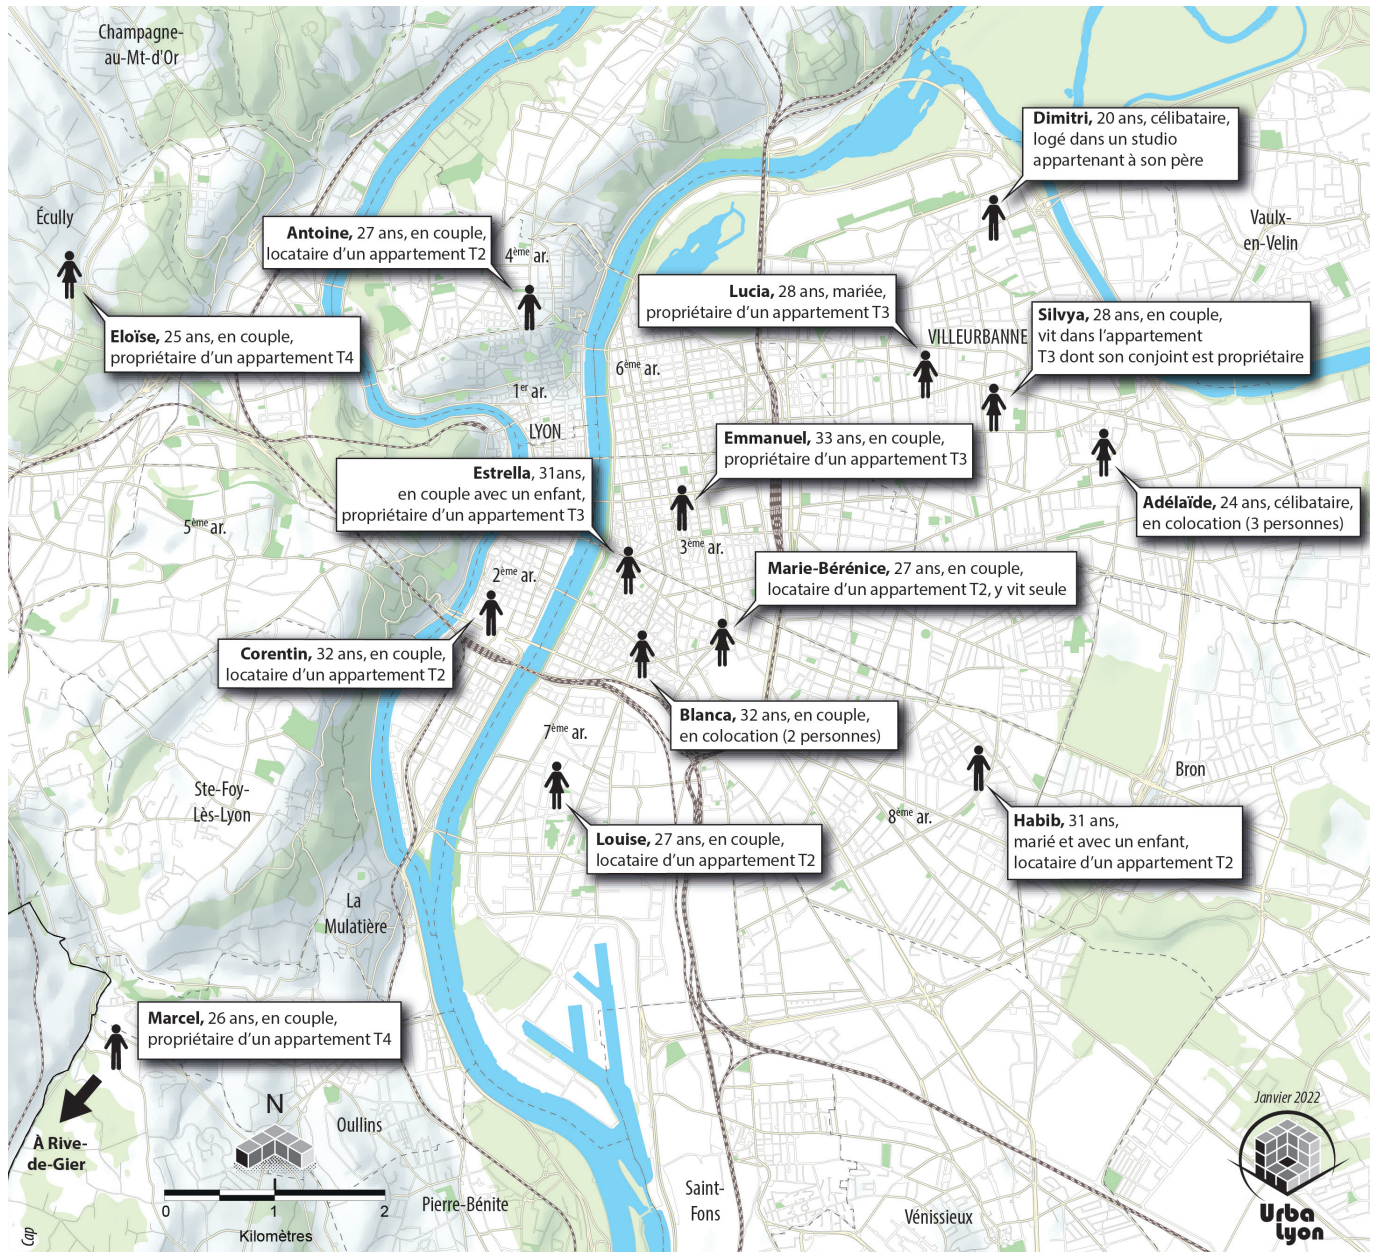 Champagne-
au-Mt-d'Or
Dimitri, 20 ans, célibataire,
logé dans un studio
appartenant à son père
Écully
Vaulx-
en-Velin
Antoine, 27 ans, en couple,
locataire d'un appartement T2
4ème ar.
Lucia, 28 ans, mariée,
propriétaire d'un appartement T3
Silvya, 28 ans, en couple,
vit dans l'appartement
T3 dont son conjoint est propriétaire
VILLEURBANNE
Eloïse, 25 ans, en couple,
propriétaire d'un appartement T4
6ème ar.
1er ar.
LYON
Emmanuel, 33 ans, en couple,
propriétaire d'un appartement T3
Estrella, 31ans,
en couple avec un enfant,
propriétaire d'un appartement T3
Adélaïde, 24 ans, célibataire,
en colocation (3 personnes)
5ème ar.
3ème ar.
2ème ar.
Marie-Bérénice, 27 ans, en couple,
locataire d'un appartement T2, y vit seule
Corentin, 32 ans, en couple,
locataire d'un appartement T2
Blanca, 32 ans, en couple,
en colocation (2 personnes)
7ème ar.
Bron
Ste-Foy-
Lès-Lyon
8ème ar.
Habib, 31 ans,
marié et avec un enfant,
locataire d'un appartement T2
Louise, 27 ans, en couple,
locataire d'un appartement T2
La
Mulatière
Marcel, 26 ans, en couple,
propriétaire d'un appartement T4
À Rive-
de-Gier
N
Oullins
Janvier 2022
0 1 2
Kilomètres
Pierre-Bénite
Saint-
Fons
Vénissieux
Urba
Lyon
Cap